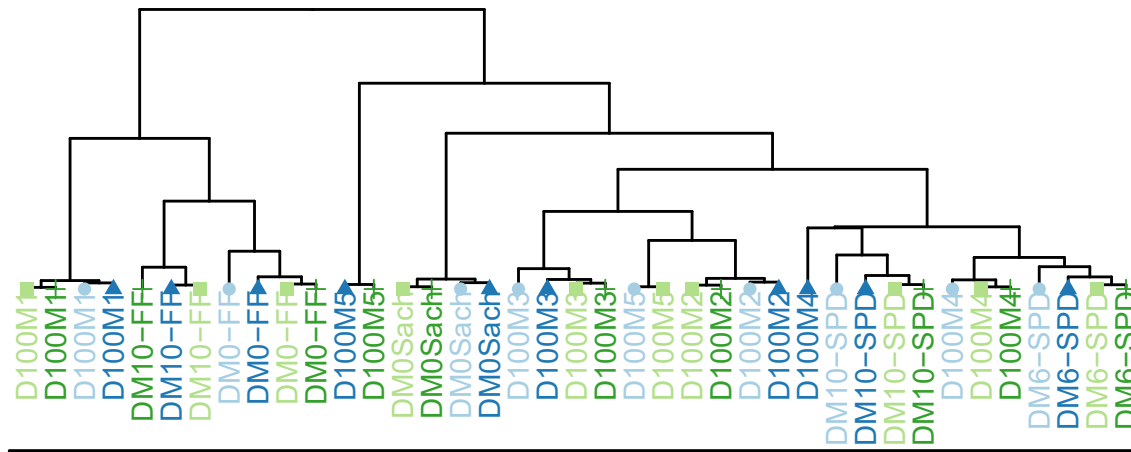 D100M1
D100M1
D100M1
D100M1
DM10-FF
DM10-FF
DM10-FF
DM0-FF
DM0-FF
DM0-FF
DM0-FF
D100M5
D100M5
DM0Sach
DM0Sach
DM0Sach
DM0Sach
D100M3
D100M3
D100M3
D100M3
D100M5
D100M5
D100M2
D100M2
D100M2
D100M2
D100M4
DM10-SPD
DM10-SPD
DM10-SPD
DM10-SPD
D100M4
D100M4
D100M4
DM6-SPD
DM6-SPD
DM6-SPD
DM6-SPD